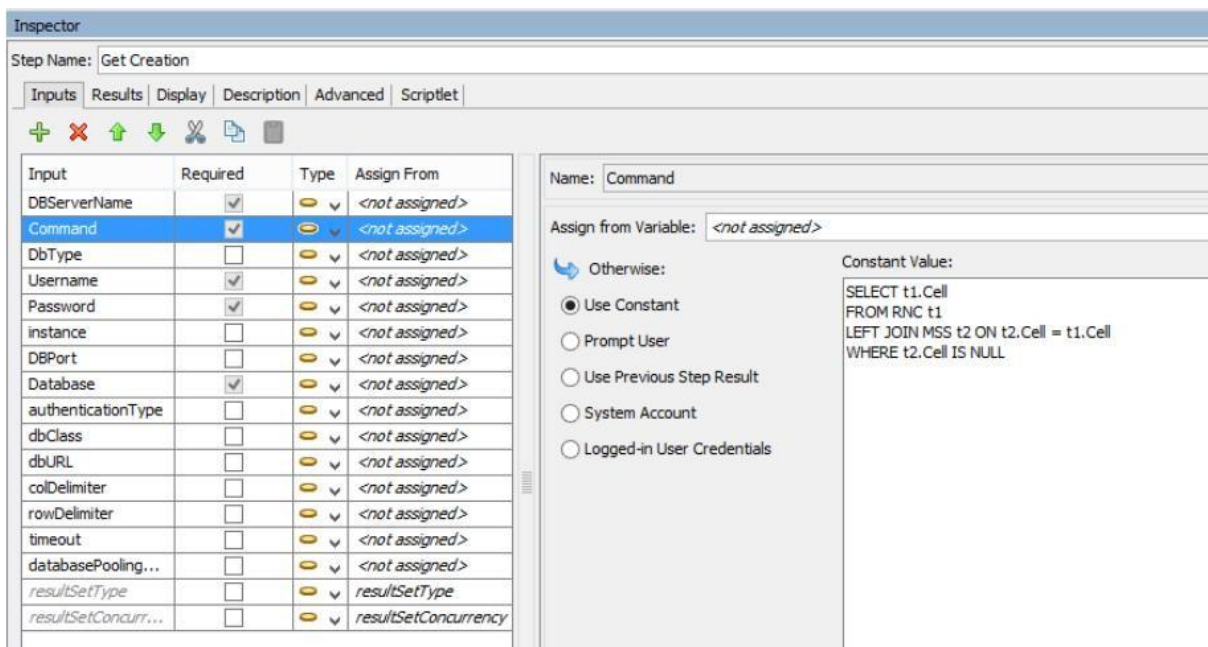 Inspector
Step Name: Get Creation
Inputs Results Display Description Advanced Scriptlet
Input Required Type Assign From
DBServerName <not assigned>
Command <not assigned>
DbType <not assigned>
Username <not assigned>
Password <not assigned>
instance <not assigned>
DBPort <not assigned>
Database <not assigned>
authenticationType <not assigned>
dbClass <not assigned>
dbURL <not assigned>
colDelimiter <not assigned>
rowDelimiter <not assigned>
timeout <not assigned>
databasePooling... <not assigned>
resultSetType resultSetType
resultSetConcurr... resultSetConcurrency
Name: Command
Assign from Variable: <not assigned>
Otherwise:
Use Constant
Prompt User
Use Previous Step Result
System Account
Logged-in User Credentials
Constant Value:
SELECT t1.Cell
FROM RNC t1
LEFT JOIN MSS t2 ON t2.Cell = t1.Cell
WHERE t2.Cell IS NULL